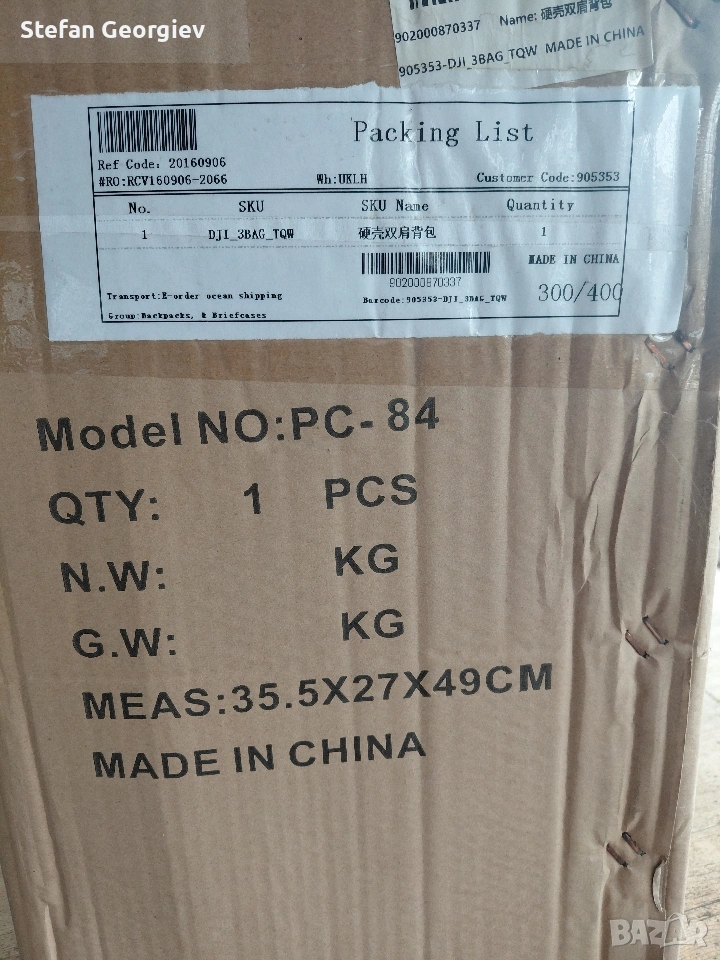 Stefan Georgiev
902000870337 Name: 硬壳双肩背包
905353-DJI_3BAG_TQW MADE IN CHINA
Packing List
Ref Code: 20160906
#RO:RCV160906-2066 Wh:UKLH Customer Code:905353
No. SKU SKU Name Quantity
1 DJI_3BAG_TQW 硬壳双肩背包 1
MADE IN CHINA
902000870337
Transport:E-order ocean shipping Barcode:905353-DJI_3BAG_TQW 300/400
Group:Backpacks, & Briefcases
Model NO:PC-84
QTY: 1 PCS
N.W: KG
G.W: KG
MEAS:35.5X27X49CM
MADE IN CHINA
BAZAR